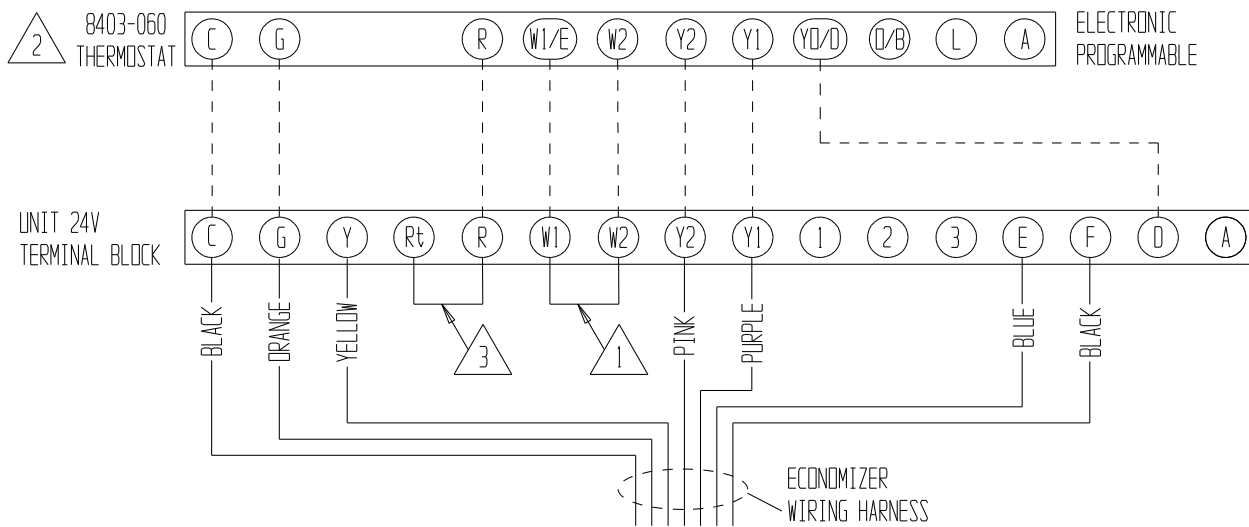 2
8403-060
THERMOSTAT
C G R W1/E W2 Y2 Y1 YO/D O/B L A
ELECTRONIC
PROGRAMMABLE
UNIT 24V
TERMINAL BLOCK
C G Y Rt R W1 W2 Y2 Y1 1 2 3 E F D A
BLACK
ORANGE
YELLOW
3
1
PINK
PURPLE
BLUE
BLACK
ECONOMIZER
WIRING HARNESS